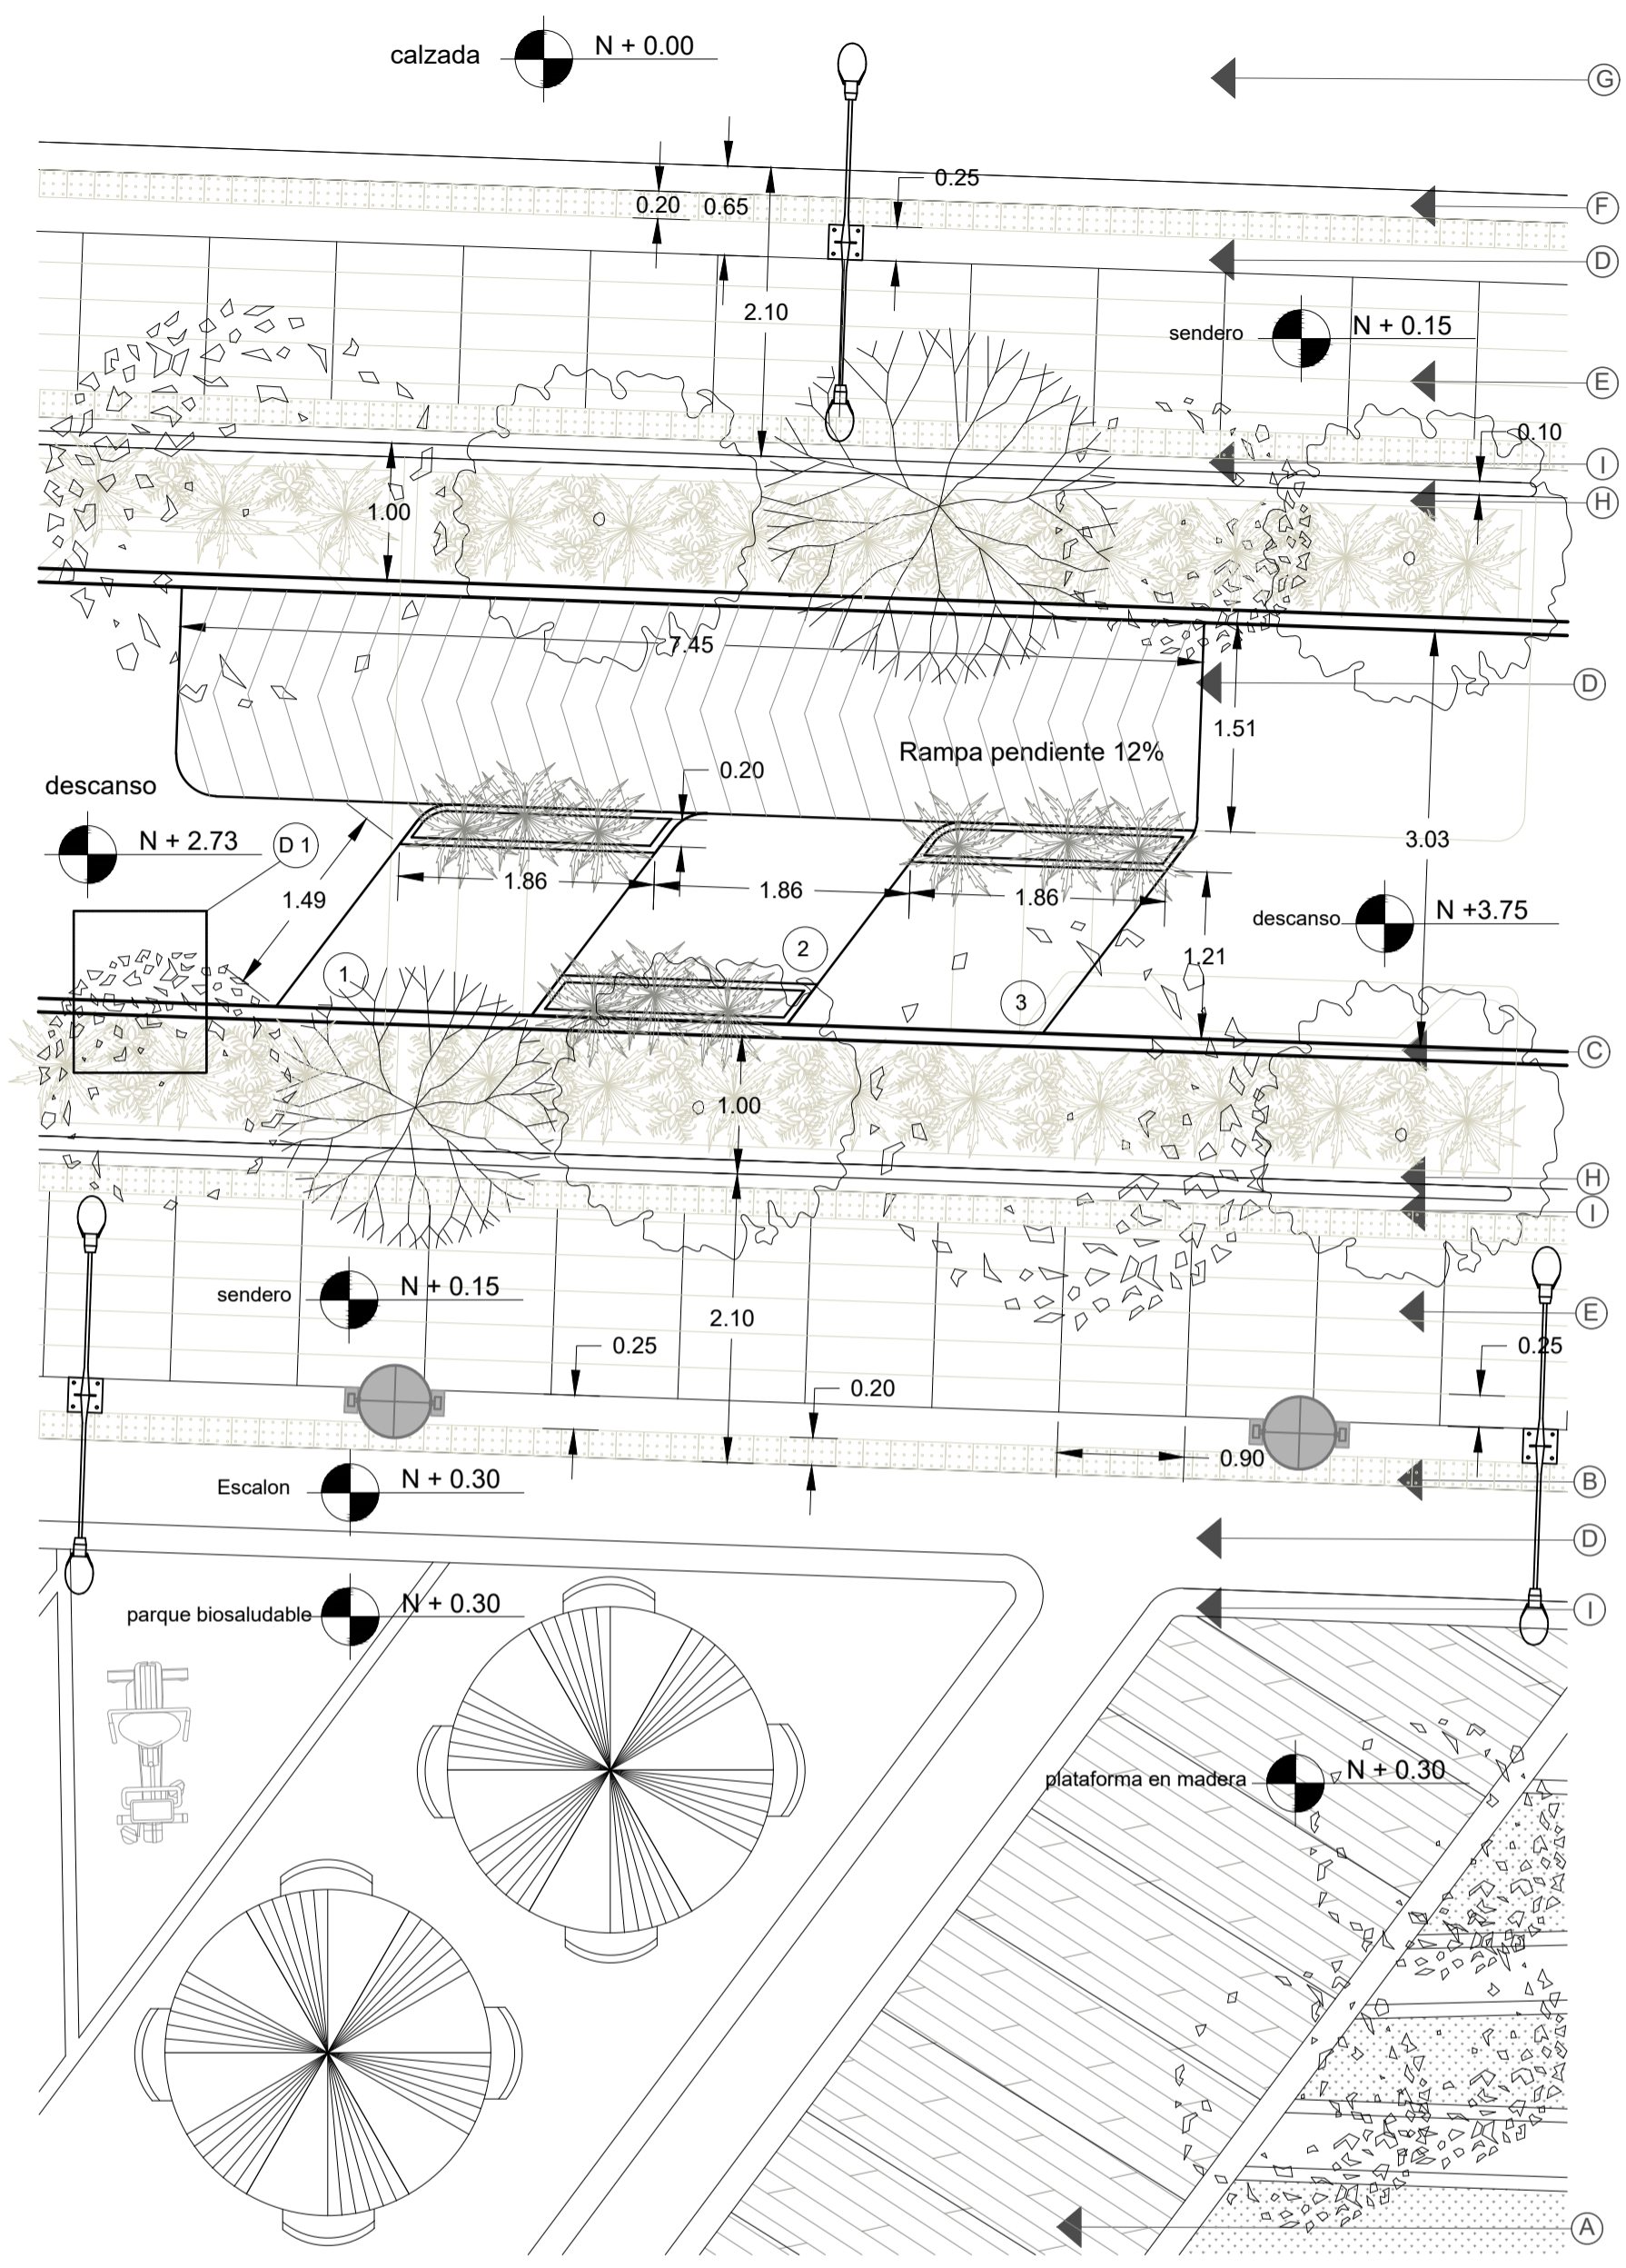 calzada
N + 0.00
G
0.25
0.20
0.65
F
D
2.10
sendero
N + 0.15
E
0.10
I
H
1.00
7.45
D
1.51
Rampa pendiente 12%
0.20
descanso
N + 2.73
D 1
3.03
1.86
1.86
1.86
1.49
descanso
N +3.75
1.21
1
2
3
C
1.00
H
I
sendero
N + 0.15
2.10
E
0.25
0.25
0.20
0.90
Escalon
N + 0.30
B
D
parque biosaludable
N + 0.30
I
plataforma en madera
N + 0.30
A